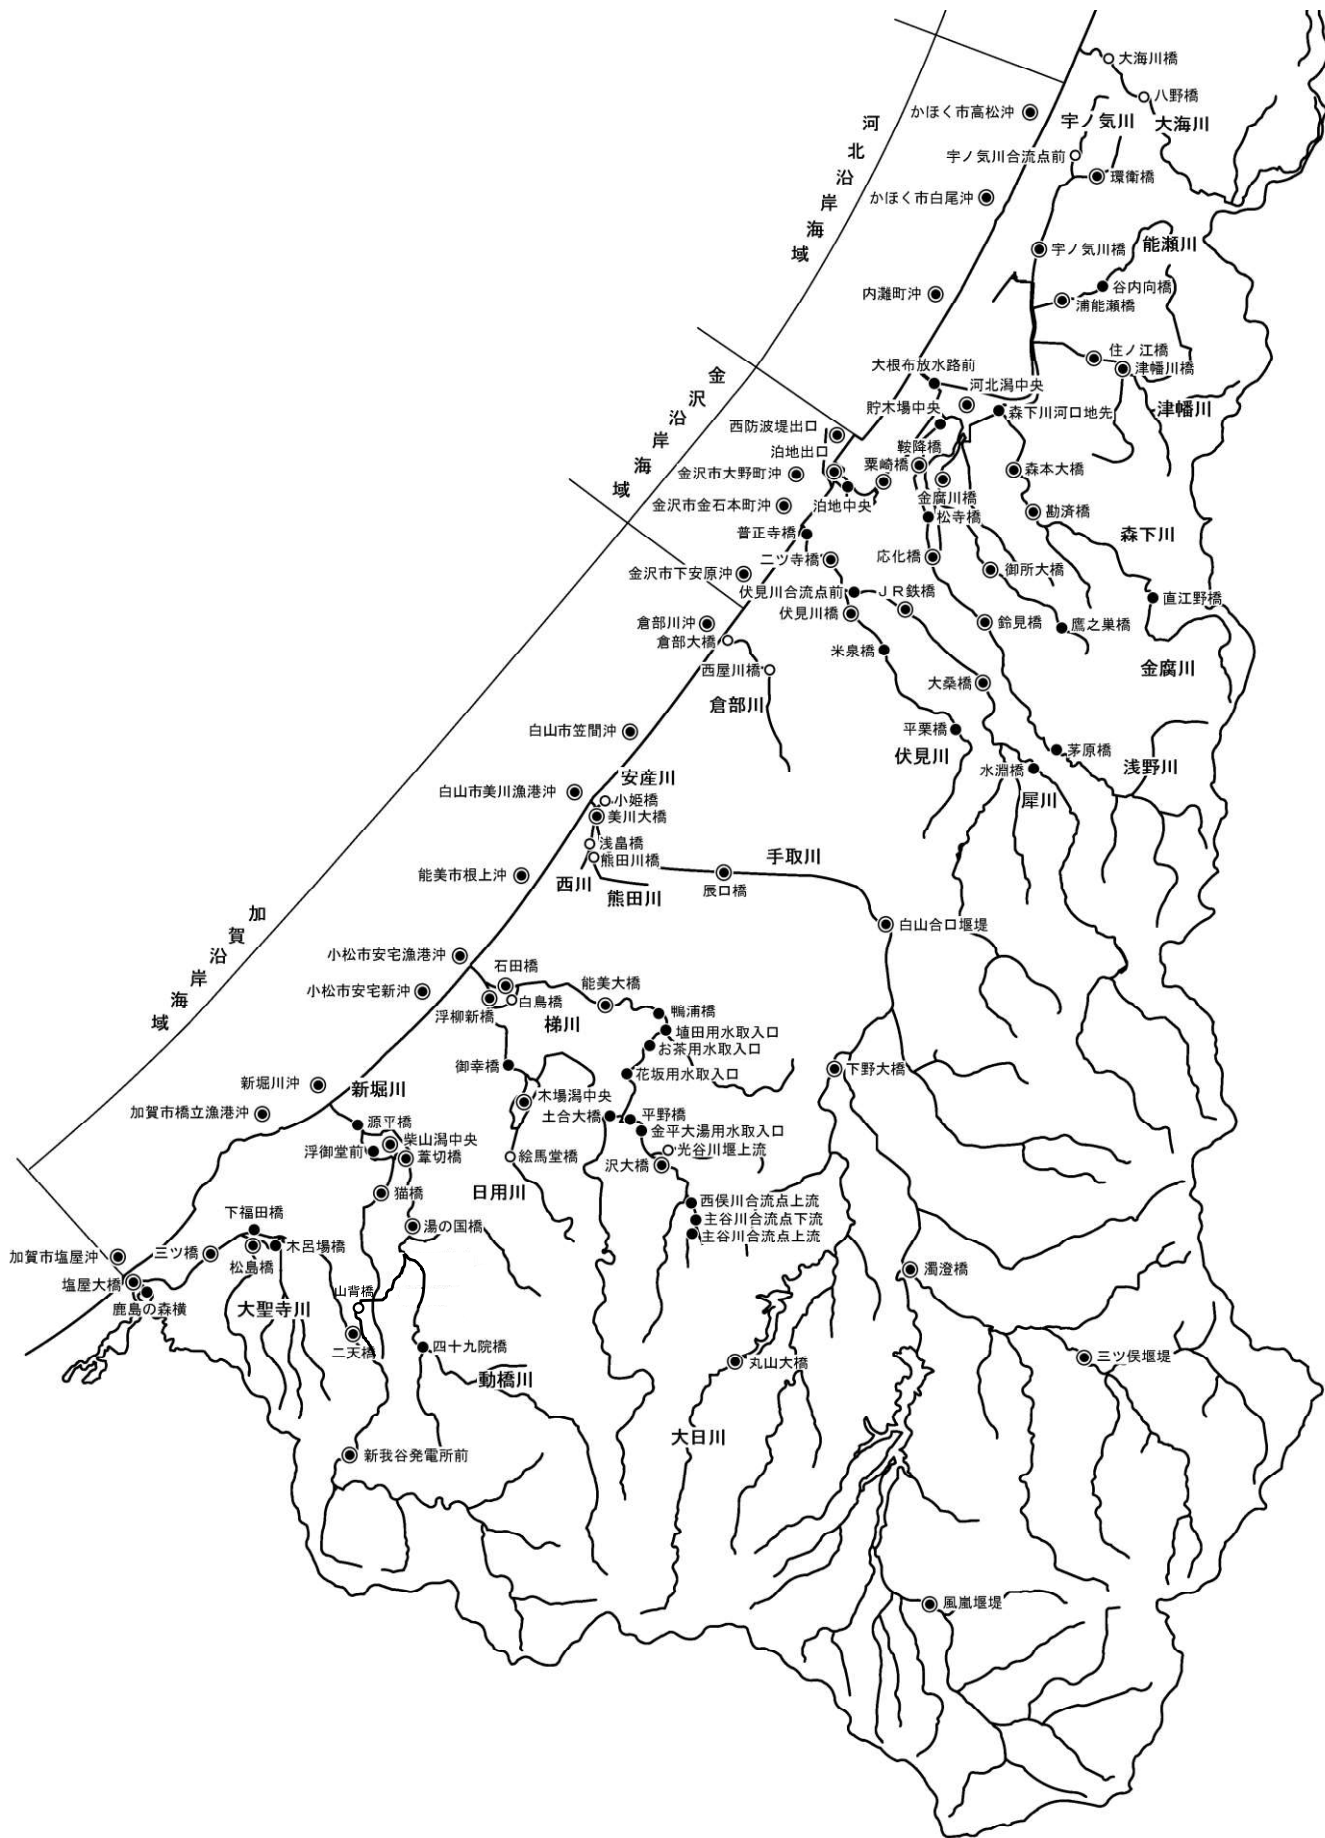 大海川橋
八野橋
かほく市高松沖
宇ノ気川
大海川
河北沿岸海域
宇ノ気川合流点前
環衛橋
かほく市白尾沖
能瀬川
宇ノ気川橋
谷内向橋
内灘町沖
浦能瀬橋
住ノ江橋
大根布放水路前
津幡川橋
河北潟中央
金沢沿岸海域
貯木場中央
森下川河口地先
津幡川
西防波堤出口
鞍降橋
泊地出口
粟崎橋
金沢市大野町沖
森本大橋
金腐川橋
金沢市金石本町沖
泊地中央
松寺橋
勘済橋
普正寺橋
森下川
二ツ寺橋
応化橋
御所大橋
金沢市下安原沖
伏見川合流点前
JR鉄橋
直江野橋
伏見川橋
倉部川沖
鈴見橋
鷹之巣橋
倉部大橋
米泉橋
西屋川橋
金腐川
大桑橋
倉部川
白山市笠間沖
平栗橋
茅原橋
伏見川
浅野川
水淵橋
安産川
白山市美川漁港沖
小姫橋
犀川
美川大橋
浅畠橋
熊田川橋
手取川
能美市根上沖
西川
熊田川
辰口橋
加賀沿岸海域
白山合口堰堤
小松市安宅漁港沖
石田橋
能美大橋
小松市安宅新沖
白鳥橋
浮柳新橋
鴨浦橋
梯川
埴田用水取入口
お茶用水取入口
御幸橋
下野大橋
花坂用水取入口
新堀川沖
新堀川
木場潟中央
加賀市橋立漁港沖
土合大橋
平野橋
源平橋
金平大湯用水取入口
柴山潟中央
浮御堂前
光谷川堰上流
葦切橋
絵馬堂橋
沢大橋
猫橋
日用川
西俣川合流点上流
下福田橋
主谷川合流点下流
湯の国橋
主谷川合流点上流
三ツ橋
木呂場橋
加賀市塩屋沖
松島橋
濁澄橋
塩屋大橋
山背橋
鹿島の森横
大聖寺川
二天橋
四十九院橋
三ツ俣堰堤
丸山大橋
動橋川
大日川
新我谷発電所前
風嵐堰堤